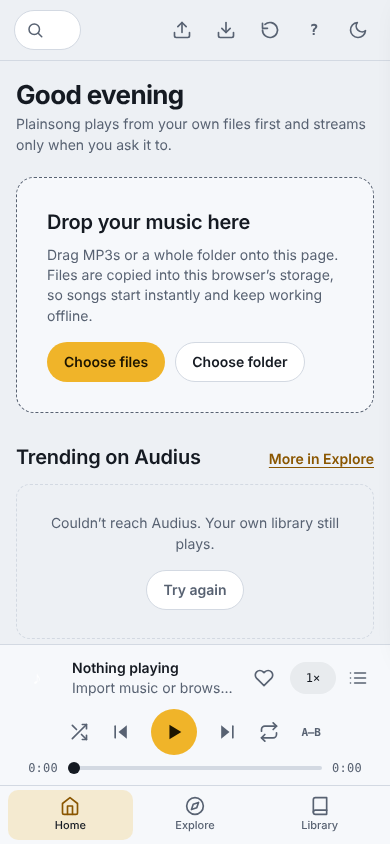 ?
Good evening
Plainsong plays from your own files first and streams
only when you ask it to.
Drop your music here
Drag MP3s or a whole folder onto this page.
Files are copied into this browser's storage,
so songs start instantly and keep working
offline.
Choose files
Choose folder
Trending on Audius
More in Explore
Couldn't reach Audius. Your own library still
plays.
Try again
Nothing playing
Import music or brows...
1×
A–B
0:00
0:00
Home
Explore
Library